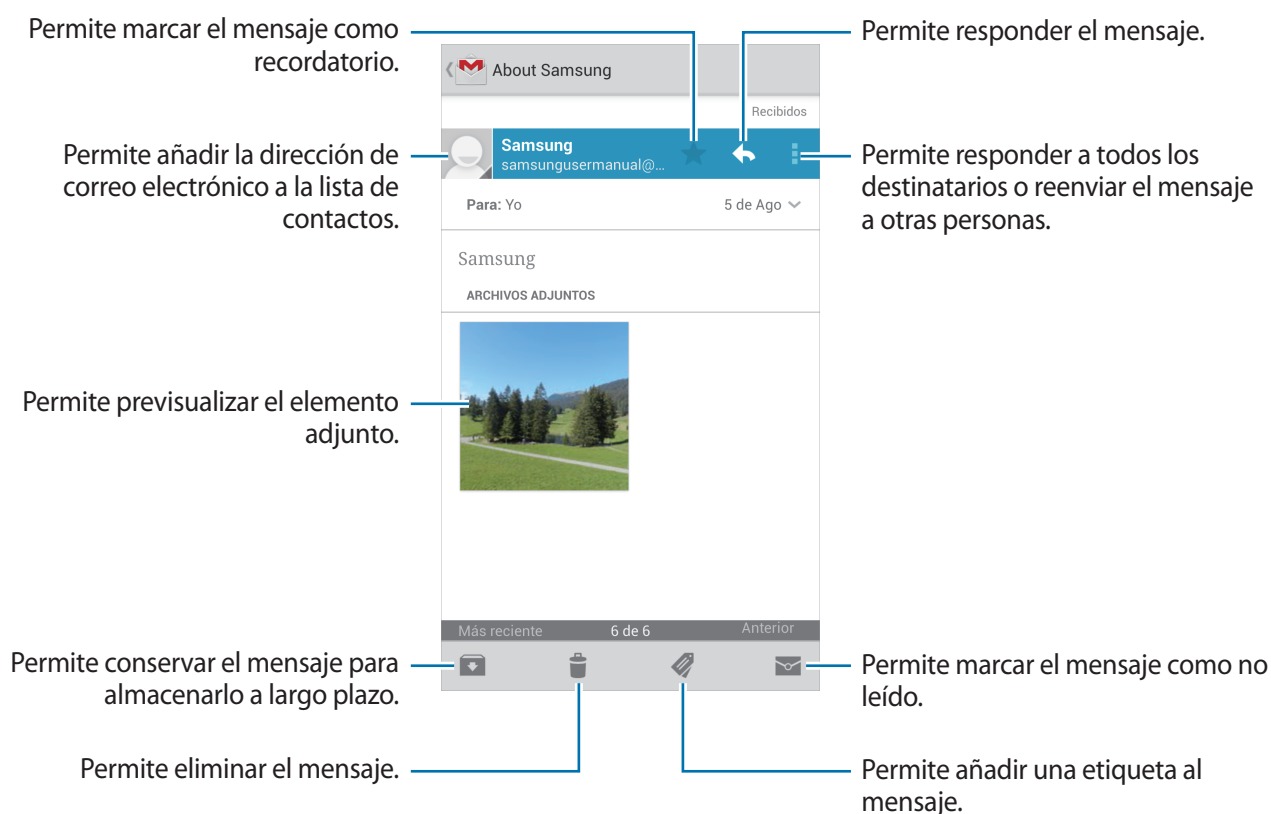 Permite marcar el mensaje como
recordatorio.
Permite responder el mensaje.
About Samsung
Recibidos
Permite añadir la dirección de
correo electrónico a la lista de
contactos.
Samsung
samsungusermanual@...
Permite responder a todos los
destinatarios o reenviar el mensaje
a otras personas.
Para: Yo
5 de Ago
Samsung
ARCHIVOS ADJUNTOS
Permite previsualizar el elemento
adjunto.
Más reciente
6 de 6
Anterior
Permite conservar el mensaje para
almacenarlo a largo plazo.
Permite marcar el mensaje como no
leído.
Permite eliminar el mensaje.
Permite añadir una etiqueta al
mensaje.